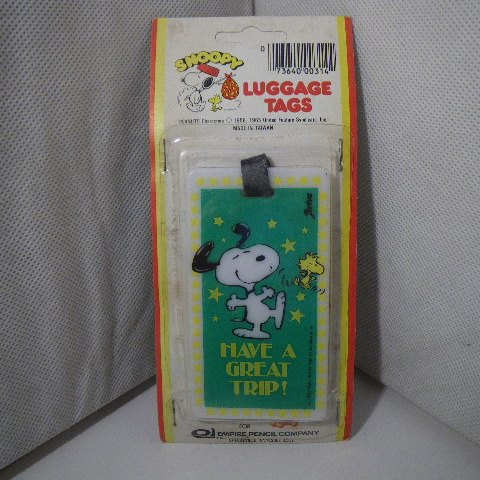 SNOOPY
LUGGAGE
TAGS
0
73640 00314
PEANUTS Characters © 1958, 1965 United Feature Syndicate, Inc.
MADE IN TAIWAN
HAVE A
GREAT
TRIP!
FOR
EMPIRE PENCIL COMPANY